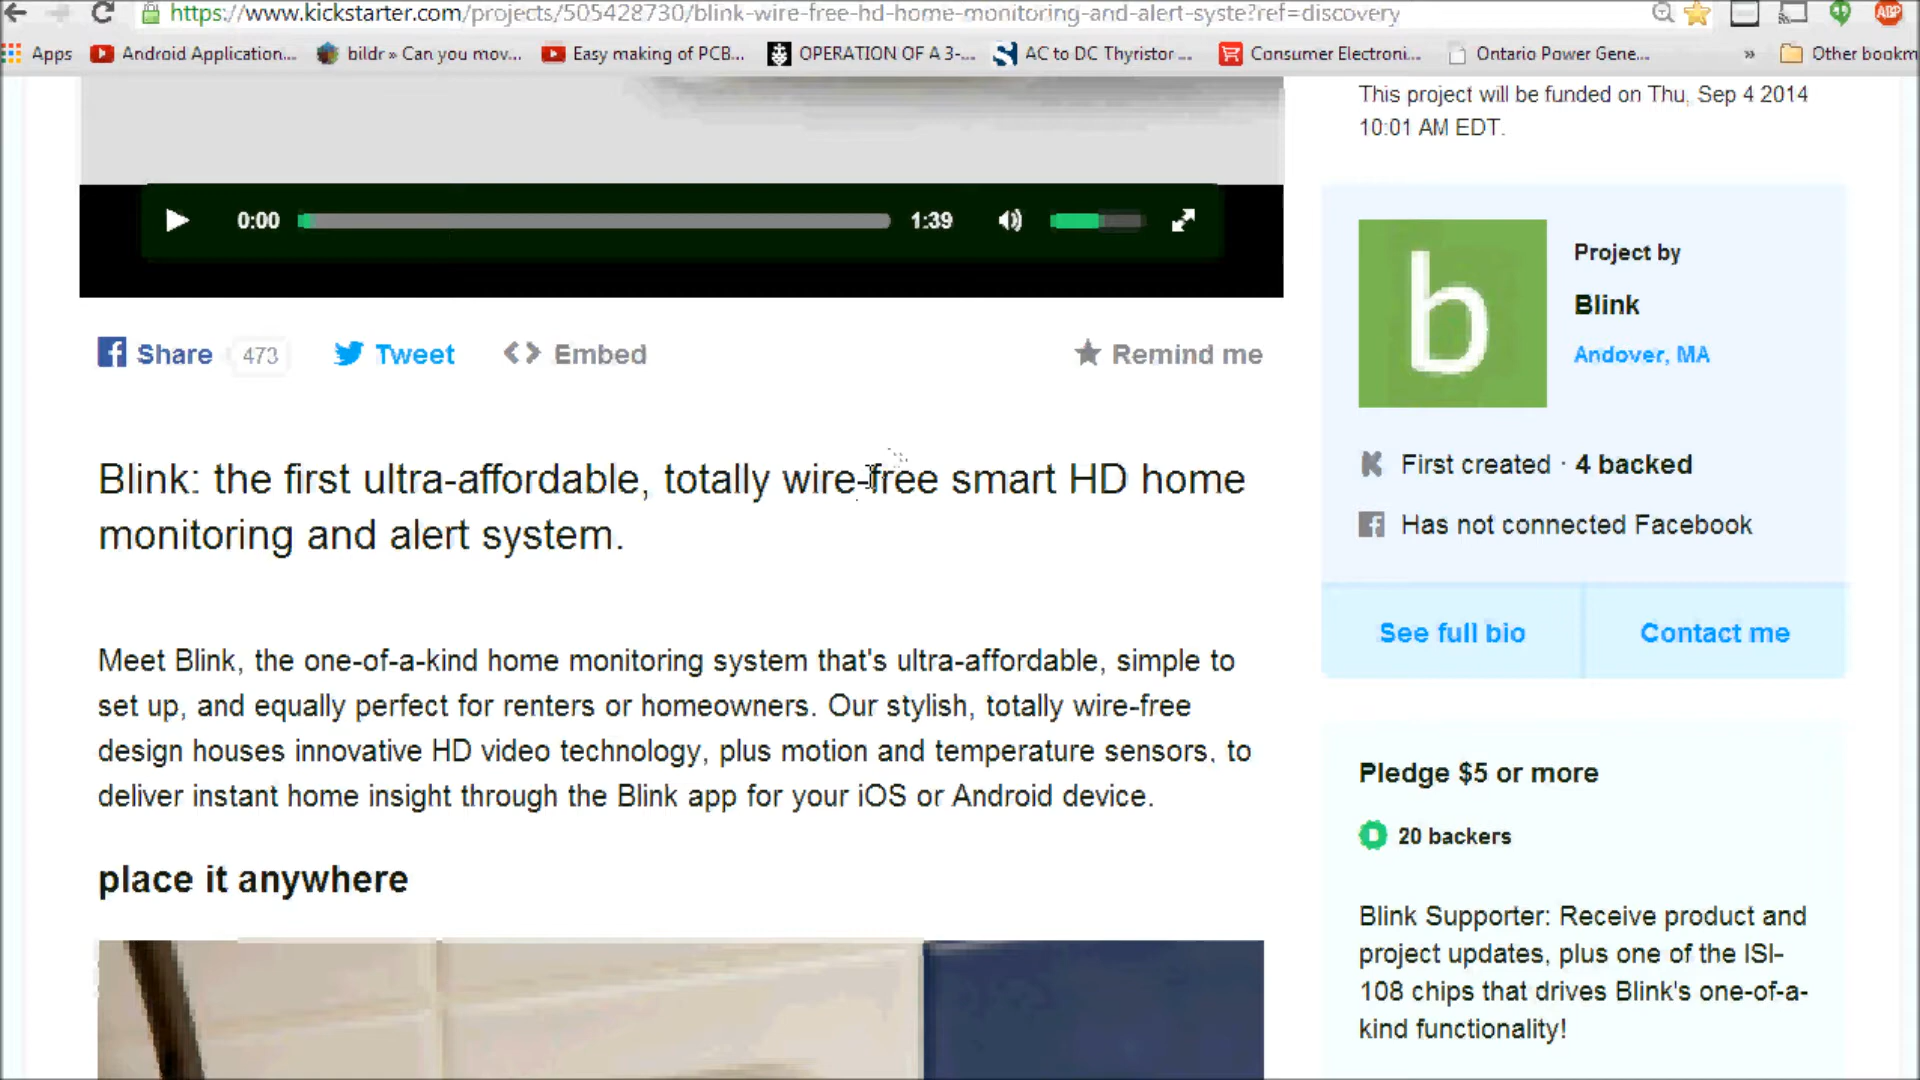 https://www.kickstarter.com/projects/505428730/blink-wire-free-hd-home-monitoring-and-alert-syste?ref=discovery
ABP
Apps
Android Application...
bildr » Can you mov...
Easy making of PCB...
OPERATION OF A 3-...
AC to DC Thyristor ...
Consumer Electroni...
Ontario Power Gene...
»
Other bookm
This project will be funded on Thu, Sep 4 2014
10:01 AM EDT.
0:00
1:39
b
Project by
Blink
Andover, MA
Share 473
Tweet
Embed
Remind me
First created · 4 backed
Has not connected Facebook
See full bio
Contact me
Blink: the first ultra-affordable, totally wire-free smart HD home
monitoring and alert system.
Meet Blink, the one-of-a-kind home monitoring system that's ultra-affordable, simple to
set up, and equally perfect for renters or homeowners. Our stylish, totally wire-free
design houses innovative HD video technology, plus motion and temperature sensors, to
deliver instant home insight through the Blink app for your iOS or Android device.
place it anywhere
Pledge $5 or more
20 backers
Blink Supporter: Receive product and
project updates, plus one of the ISI-
108 chips that drives Blink's one-of-a-
kind functionality!